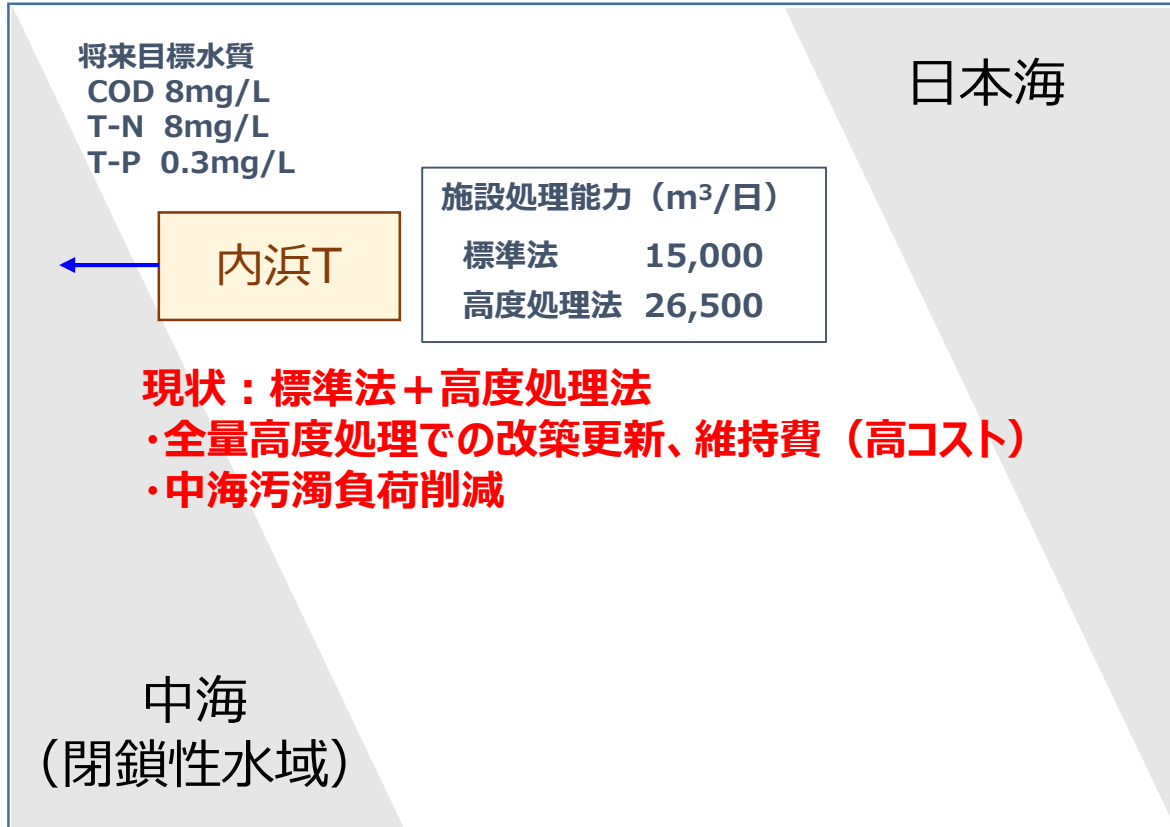 将来目標水質
COD 8mg/L
T-N 8mg/L
T-P 0.3mg/L
日本海
施設処理能力（m³/日）
標準法 15,000
高度処理法 26,500
内浜T
現状：標準法＋高度処理法
・全量高度処理での改築更新、維持費（高コスト）
・中海汚濁負荷削減
中海
（閉鎖性水域）